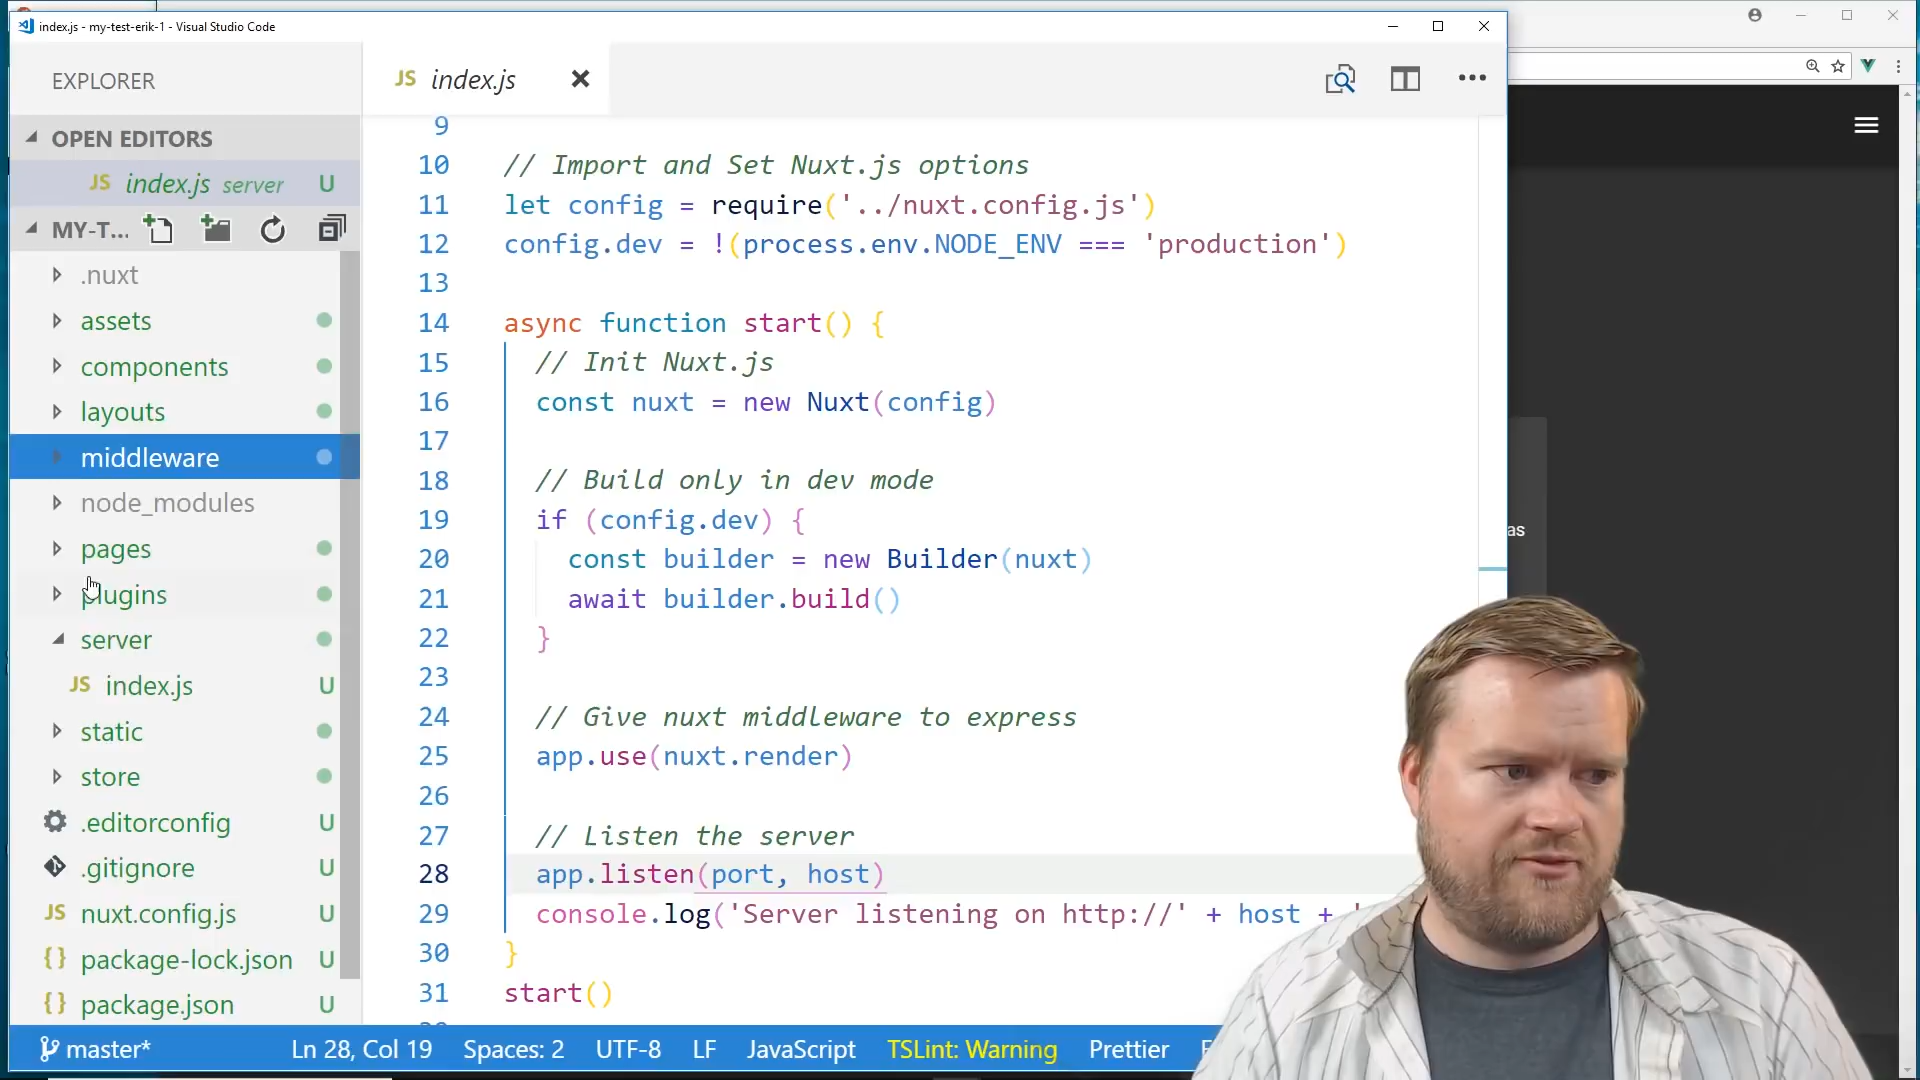 index.js - my-test-erik-1 - Visual Studio Code
EXPLORER
OPEN EDITORS
JS index.js server U
MY-T...
.nuxt
assets
components
layouts
middleware
node_modules
pages
plugins
server
JS index.js U
static
store
.editorconfig U
.gitignore U
JS nuxt.config.js U
{} package-lock.json U
{} package.json U
JS index.js
9
10 // Import and Set Nuxt.js options
11 let config = require('../nuxt.config.js')
12 config.dev = !(process.env.NODE_ENV === 'production')
13
14 async function start() {
15 // Init Nuxt.js
16 const nuxt = new Nuxt(config)
17
18 // Build only in dev mode
19 if (config.dev) {
20 const builder = new Builder(nuxt)
21 await builder.build()
22 }
23
24 // Give nuxt middleware to express
25 app.use(nuxt.render)
26
27 // Listen the server
28 app.listen(port, host)
29 console.log('Server listening on http://' + host + '
30 }
31 start()
as
master* Ln 28, Col 19 Spaces: 2 UTF-8 LF JavaScript TSLint: Warning Prettier